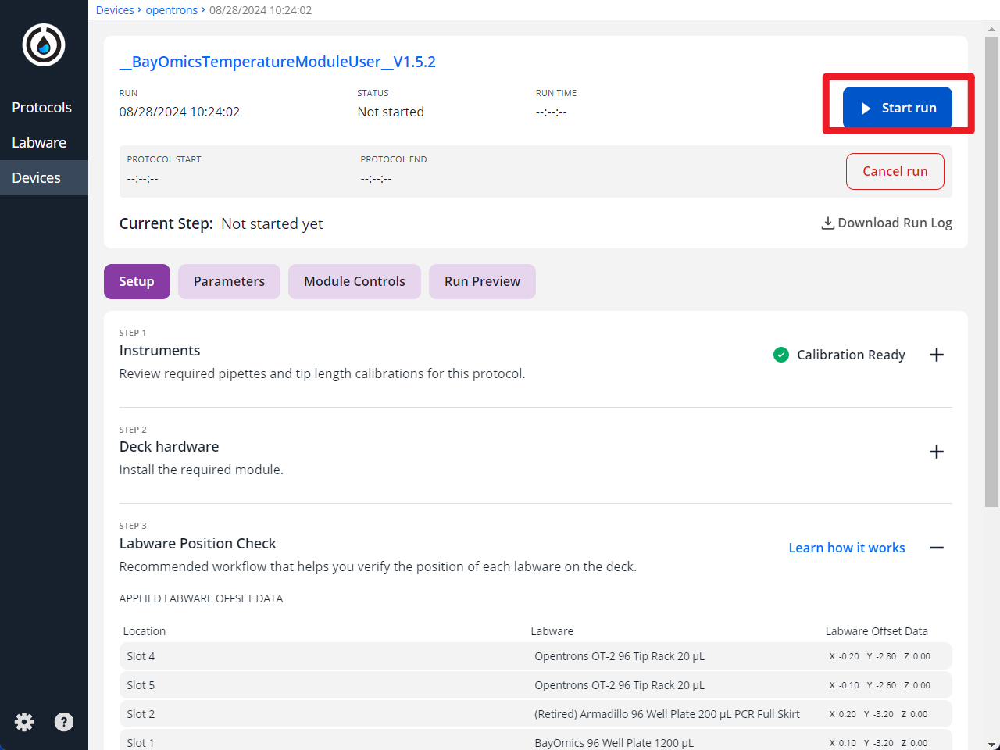 Devices › opentrons › 08/28/2024 10:24:02
Protocols
Labware
Devices
__BayOmicsTemperatureModuleUser__V1.5.2
RUN STATUS RUN TIME
08/28/2024 10:24:02 Not started --:--:--
Start run
PROTOCOL START PROTOCOL END
--:--:-- --:--:--
Cancel run
Current Step: Not started yet Download Run Log
Setup Parameters Module Controls Run Preview
STEP 1
Instruments
Calibration Ready
Review required pipettes and tip length calibrations for this protocol.
STEP 2
Deck hardware
Install the required module.
STEP 3
Labware Position Check
Learn how it works
Recommended workflow that helps you verify the position of each labware on the deck.
APPLIED LABWARE OFFSET DATA
Location Labware Labware Offset Data
Slot 4 Opentrons OT-2 96 Tip Rack 20 µL X -0.20 Y -2.80 Z 0.00
Slot 5 Opentrons OT-2 96 Tip Rack 20 µL X -0.10 Y -2.60 Z 0.00
Slot 2 (Retired) Armadillo 96 Well Plate 200 µL PCR Full Skirt X 0.20 Y -3.20 Z 0.00
Slot 1 BayOmics 96 Well Plate 1200 µL X 0.10 Y -3.20 Z 0.00
?